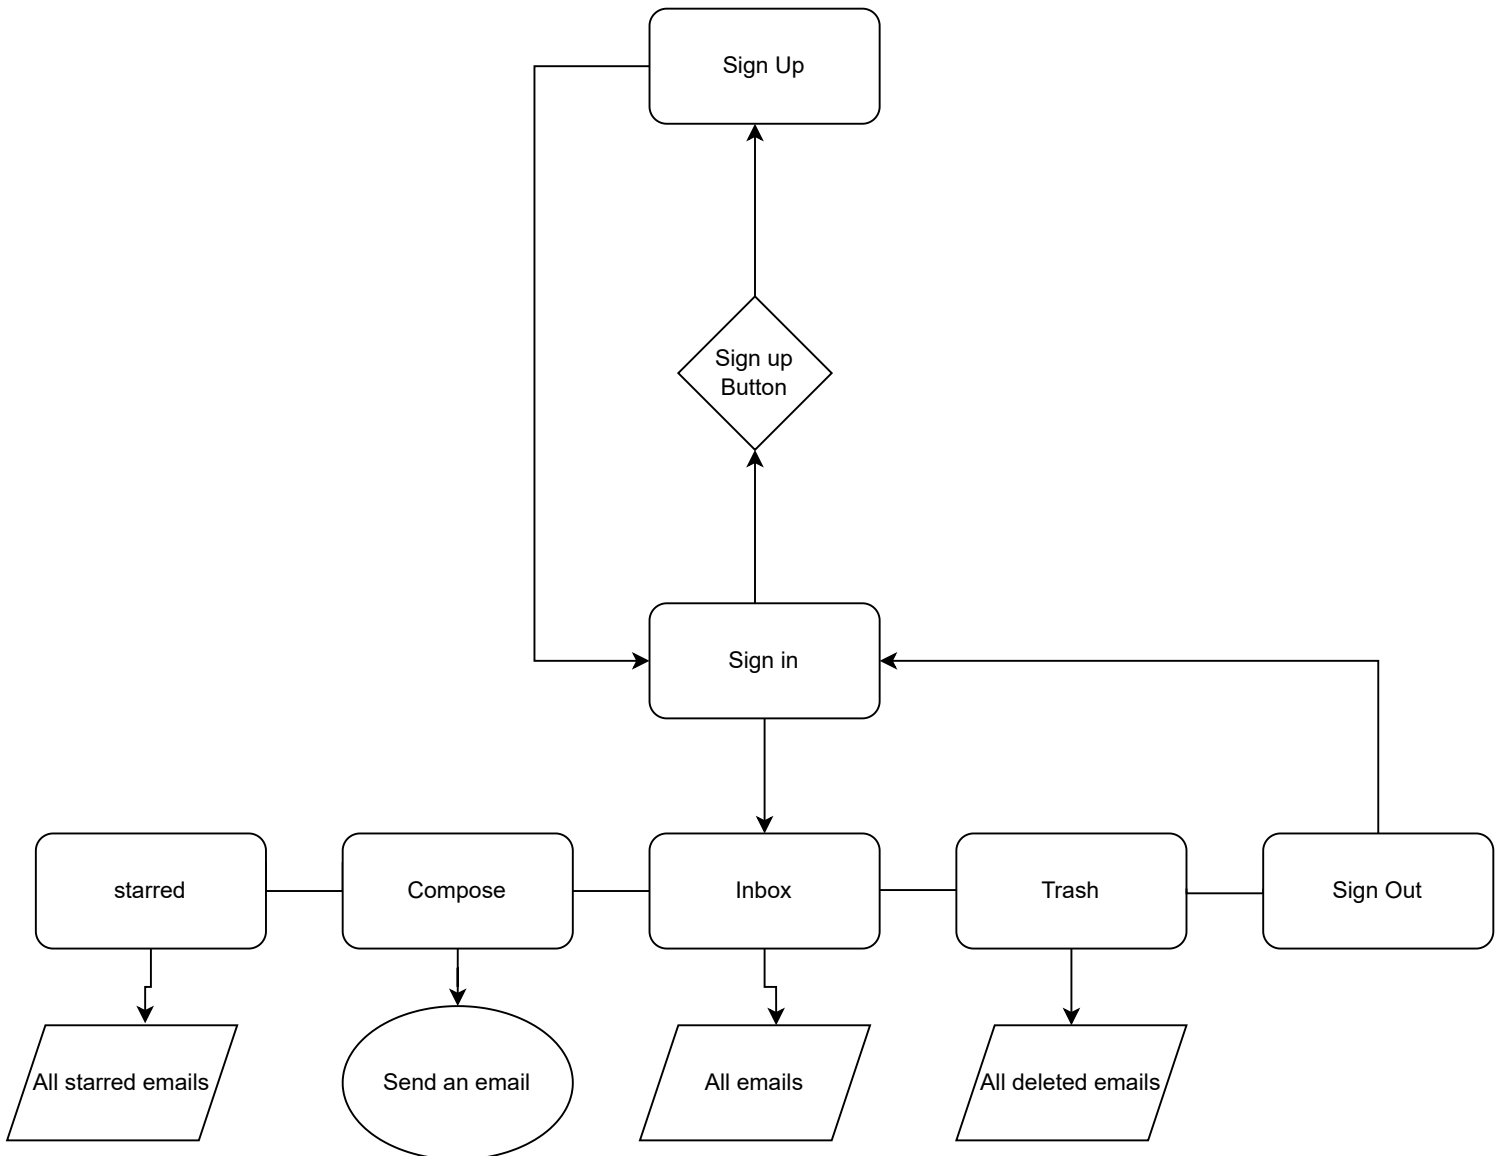 Sign Up
Sign up
Button
Sign in
starred
Compose
Inbox
Trash
Sign Out
All starred emails
Send an email
All emails
All deleted emails